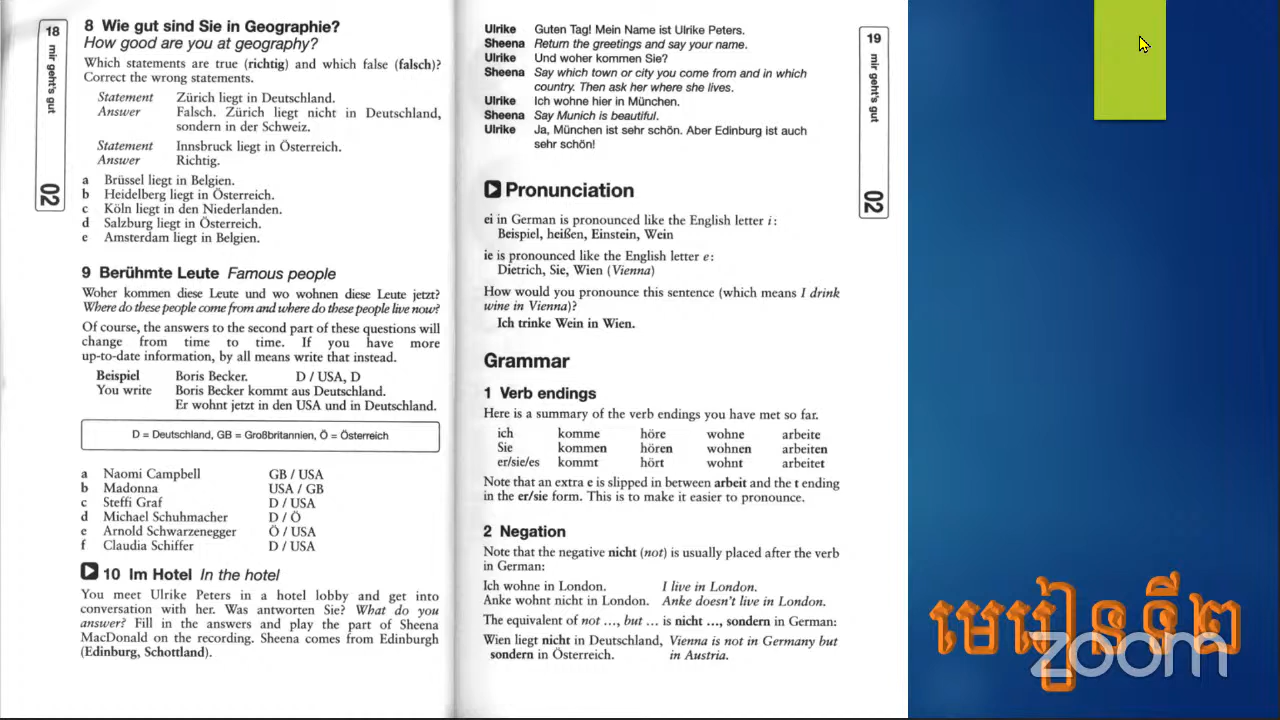 18 mir geht's gut 02
8 Wie gut sind Sie in Geographie?
How good are you at geography?
Which statements are true (richtig) and which false (falsch)?
Correct the wrong statements.
Statement Zürich liegt in Deutschland.
Answer Falsch. Zürich liegt nicht in Deutschland,
sondern in der Schweiz.
Statement Innsbruck liegt in Österreich.
Answer Richtig.
a Brüssel liegt in Belgien.
b Heidelberg liegt in Österreich.
c Köln liegt in den Niederlanden.
d Salzburg liegt in Österreich.
e Amsterdam liegt in Belgien.
9 Berühmte Leute Famous people
Woher kommen diese Leute und wo wohnen diese Leute jetzt?
Where do these people come from and where do these people live now?
Of course, the answers to the second part of these questions will
change from time to time. If you have more
up-to-date information, by all means write that instead.
Beispiel Boris Becker. D / USA, D
You write Boris Becker kommt aus Deutschland.
Er wohnt jetzt in den USA und in Deutschland.
D = Deutschland, GB = Großbritannien, Ö = Österreich
a Naomi Campbell GB / USA
b Madonna USA / GB
c Steffi Graf D / USA
d Michael Schuhmacher D / Ö
e Arnold Schwarzenegger Ö / USA
f Claudia Schiffer D / USA
10 Im Hotel In the hotel
You meet Ulrike Peters in a hotel lobby and get into
conversation with her. Was antworten Sie? What do you
answer? Fill in the answers and play the part of Sheena
MacDonald on the recording. Sheena comes from Edinburgh
(Edinburg, Schottland).
Ulrike Guten Tag! Mein Name ist Ulrike Peters.
Sheena Return the greetings and say your name.
Ulrike Und woher kommen Sie?
Sheena Say which town or city you come from and in which
country. Then ask her where she lives.
Ulrike Ich wohne hier in München.
Sheena Say Munich is beautiful.
Ulrike Ja, München ist sehr schön. Aber Edinburg ist auch
sehr schön!
Pronunciation
ei in German is pronounced like the English letter i:
Beispiel, heißen, Einstein, Wein
ie is pronounced like the English letter e:
Dietrich, Sie, Wien (Vienna)
How would you pronounce this sentence (which means I drink
wine in Vienna)?
Ich trinke Wein in Wien.
Grammar
1 Verb endings
Here is a summary of the verb endings you have met so far.
ich komme höre wohne arbeite
Sie kommen hören wohnen arbeiten
er/sie/es kommt hört wohnt arbeitet
Note that an extra e is slipped in between arbeit and the t ending
in the er/sie form. This is to make it easier to pronounce.
2 Negation
Note that the negative nicht (not) is usually placed after the verb
in German:
Ich wohne in London. I live in London.
Anke wohnt nicht in London. Anke doesn't live in London.
The equivalent of not ..., but ... is nicht ..., sondern in German:
Wien liegt nicht in Deutschland, Vienna is not in Germany but
sondern in Österreich. in Austria.
19 mir geht's gut 02
មេរៀនទី២
zoom